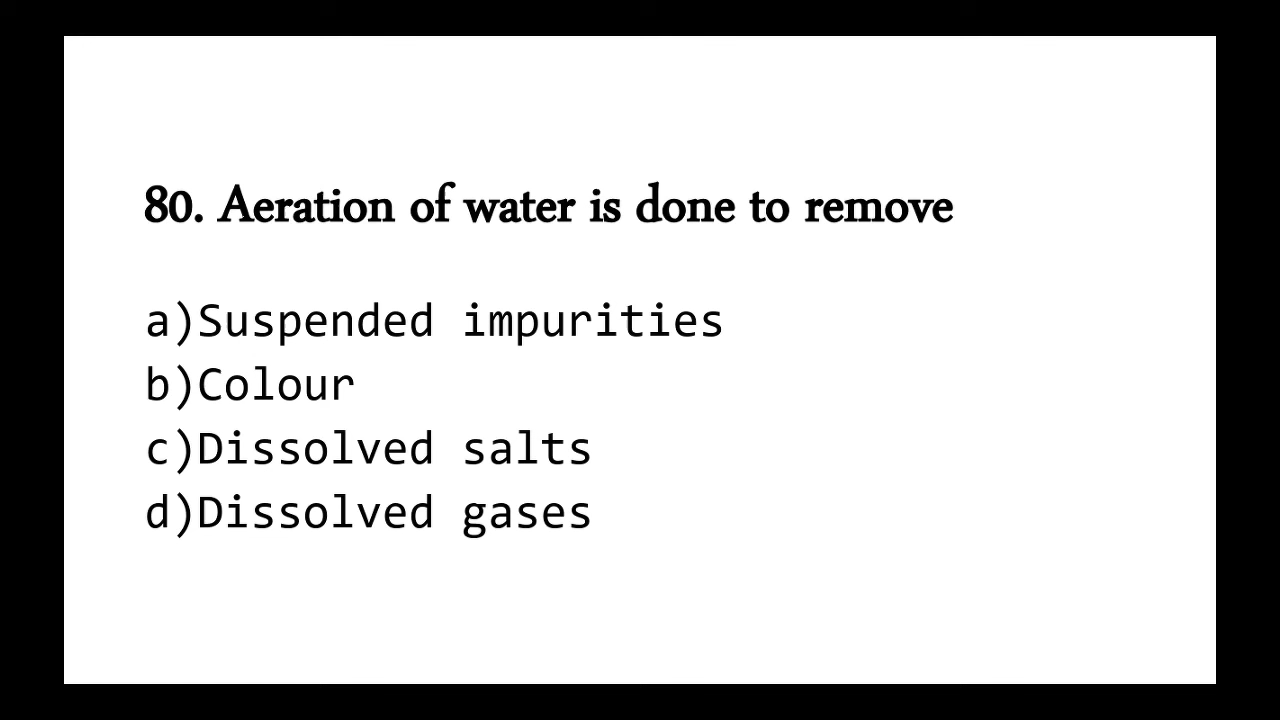 80. Aeration of water is done to remove
a)Suspended impurities
b)Colour
c)Dissolved salts
d)Dissolved gases